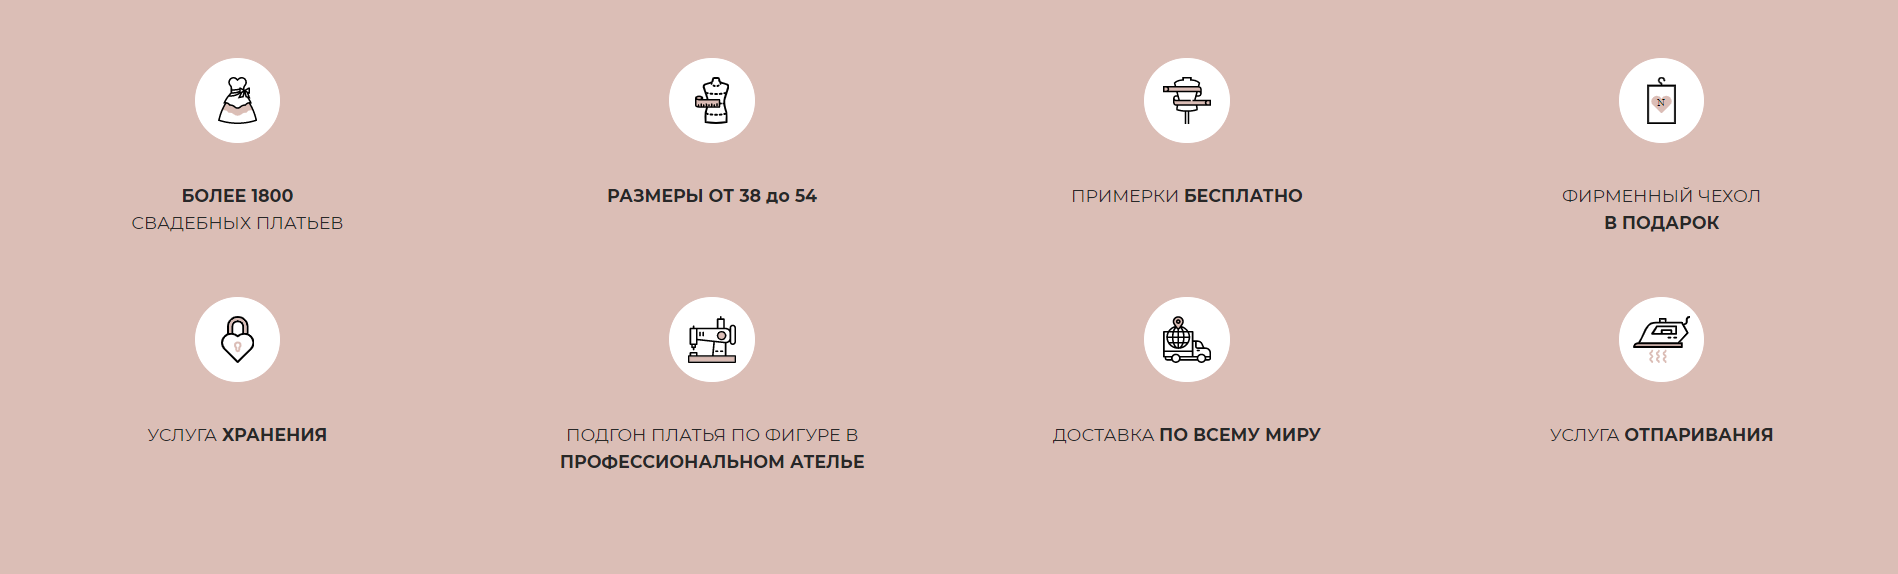 N
БОЛЕЕ 1800
СВАДЕБНЫХ ПЛАТЬЕВ
РАЗМЕРЫ ОТ 38 до 54
ПРИМЕРКИ БЕСПЛАТНО
ФИРМЕННЫЙ ЧЕХОЛ
В ПОДАРОК
УСЛУГА ХРАНЕНИЯ
ПОДГОН ПЛАТЬЯ ПО ФИГУРЕ В
ПРОФЕССИОНАЛЬНОМ АТЕЛЬЕ
ДОСТАВКА ПО ВСЕМУ МИРУ
УСЛУГА ОТПАРИВАНИЯ